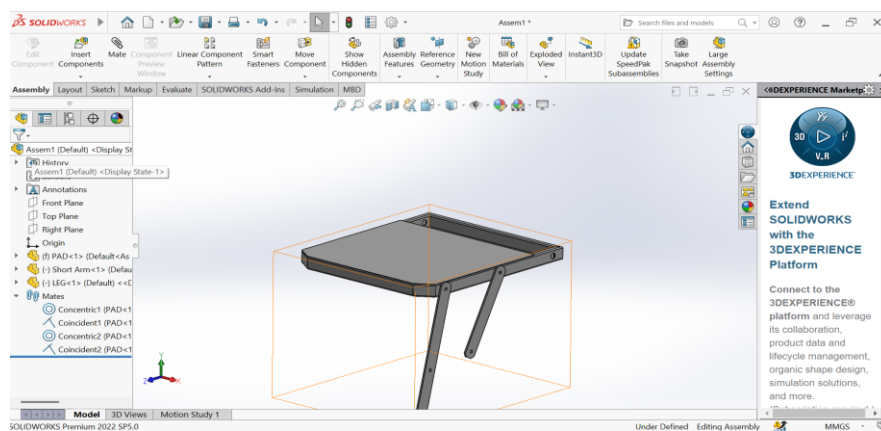 SOLIDWORKS
Assem1 *
Search files and models
Edit Component
Insert Components
Mate
Component Preview Window
Linear Component Pattern
Smart Fasteners
Move Component
Show Hidden Components
Assembly Features
Reference Geometry
New Motion Study
Bill of Materials
Exploded View
Instant3D
Update SpeedPak Subassemblies
Take Snapshot
Large Assembly Settings
Assembly Layout Sketch Markup Evaluate SOLIDWORKS Add-Ins Simulation MBD
3DEXPERIENCE Marketp
Assem1 (Default) <Display St
History
Assem1 (Default) <Display State-1>
Annotations
Front Plane
Top Plane
Right Plane
Origin
(f) PAD<1> (Default<As
(-) Short Arm<1> (Defau
(-) LEG<1> (Default) <<D
Mates
Concentric1 (PAD<1
Coincident1 (PAD<1
Concentric2 (PAD<1
Coincident2 (PAD<1
Y
Z
X
3D
V.R
3DEXPERIENCE
Extend
SOLIDWORKS
with the
3DEXPERIENCE
Platform
Connect to the
3DEXPERIENCE®
platform and leverage
its collaboration,
product data and
lifecycle management,
organic shape design,
simulation solutions,
and more.
Model 3D Views Motion Study 1
SOLIDWORKS Premium 2022 SP5.0
Under Defined Editing Assembly MMGS